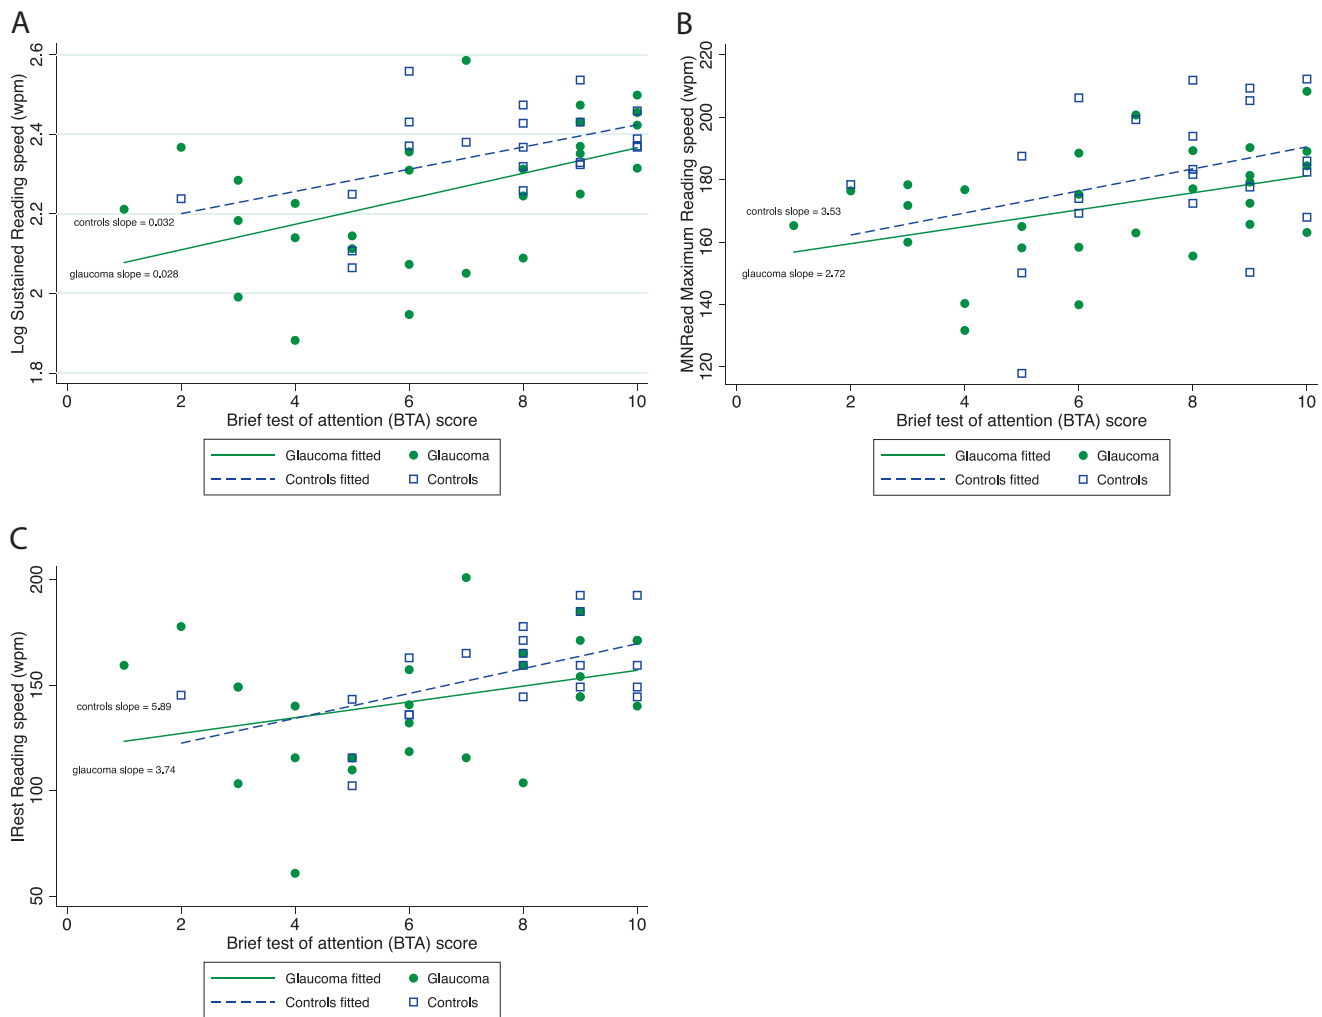 A
Log Sustained Reading speed (wpm)
2.6
2.4
2.2
2
1.8
controls slope = 0.032
glaucoma slope = 0.028
0 2 4 6 8 10
Brief test of attention (BTA) score
Glaucoma fitted Glaucoma
Controls fitted Controls
B
MNRead Maximum Reading speed (wpm)
220
200
180
160
140
120
controls slope = 3.53
glaucoma slope = 2.72
0 2 4 6 8 10
Brief test of attention (BTA) score
Glaucoma fitted Glaucoma
Controls fitted Controls
C
IRest Reading speed (wpm)
200
150
100
50
controls slope = 5.89
glaucoma slope = 3.74
0 2 4 6 8 10
Brief test of attention (BTA) score
Glaucoma fitted Glaucoma
Controls fitted Controls